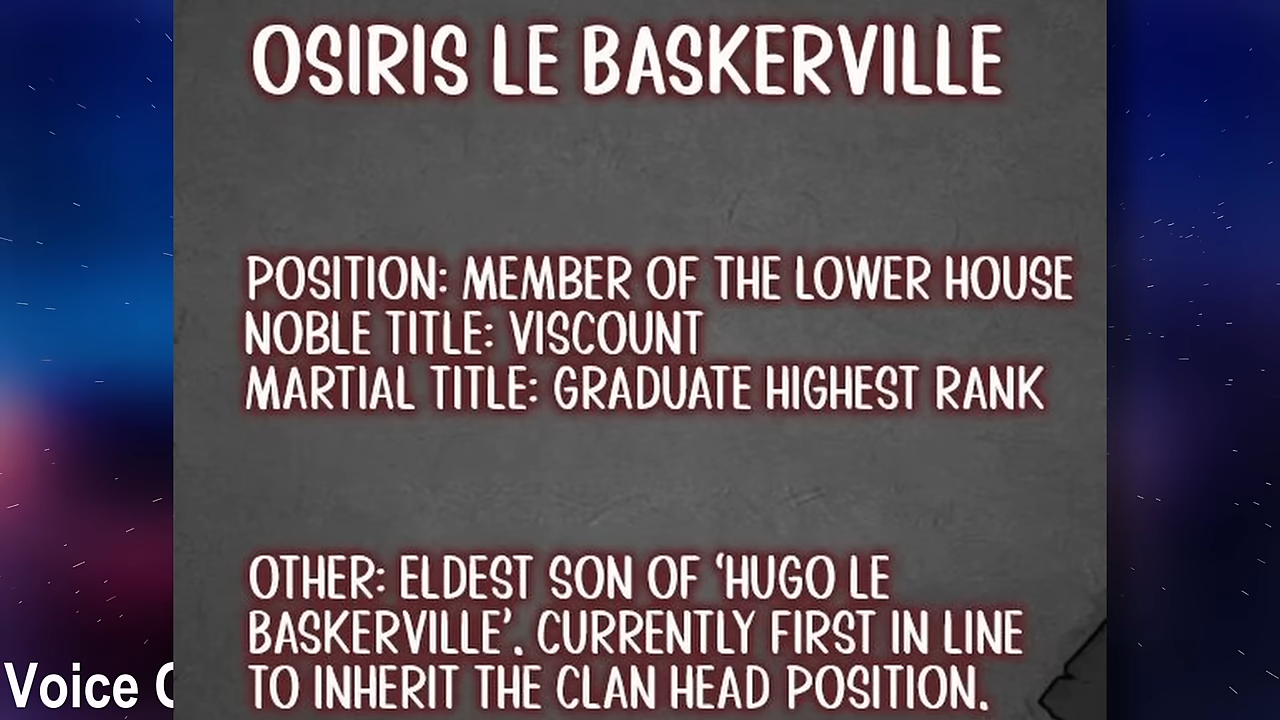 OSIRIS LE BASKERVILLE
POSITION: MEMBER OF THE LOWER HOUSE
NOBLE TITLE: VISCOUNT
MARTIAL TITLE: GRADUATE HIGHEST RANK
OTHER: ELDEST SON OF ‘HUGO LE
BASKERVILLE’. CURRENTLY FIRST IN LINE
TO INHERIT THE CLAN HEAD POSITION.
Voice